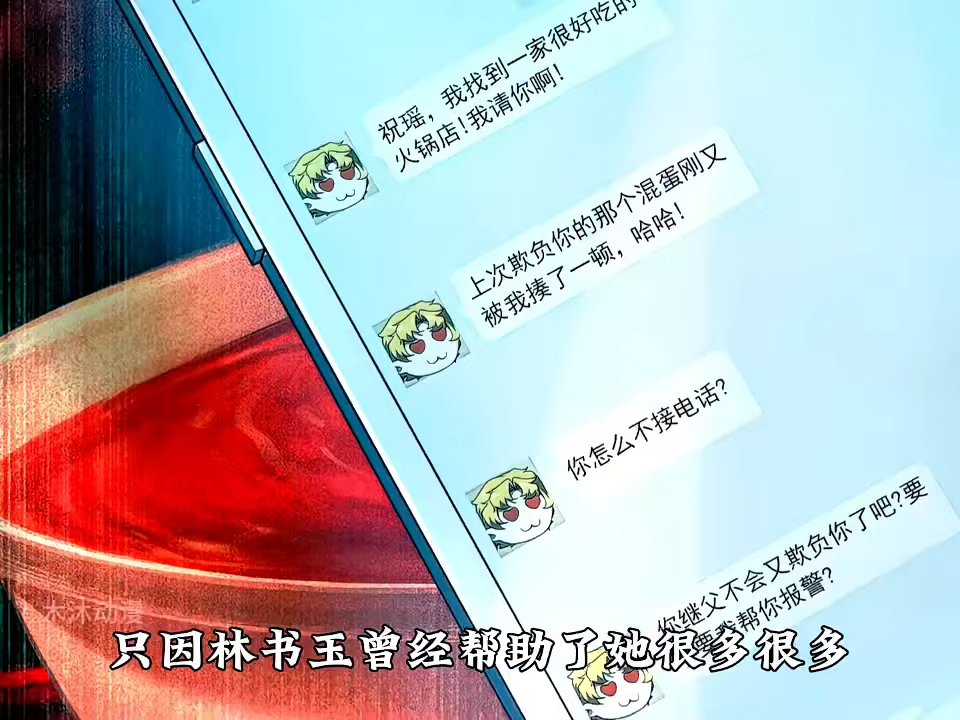 祝瑶，我找到一家很好吃的
火锅店!我请你啊!
上次欺负你的那个混蛋刚又
被我揍了一顿，哈哈!
你怎么不接电话?
你继父不会又欺负你了吧?要
要我帮你报警?
木沐动漫
只因林书玉曾经帮助了她很多很多